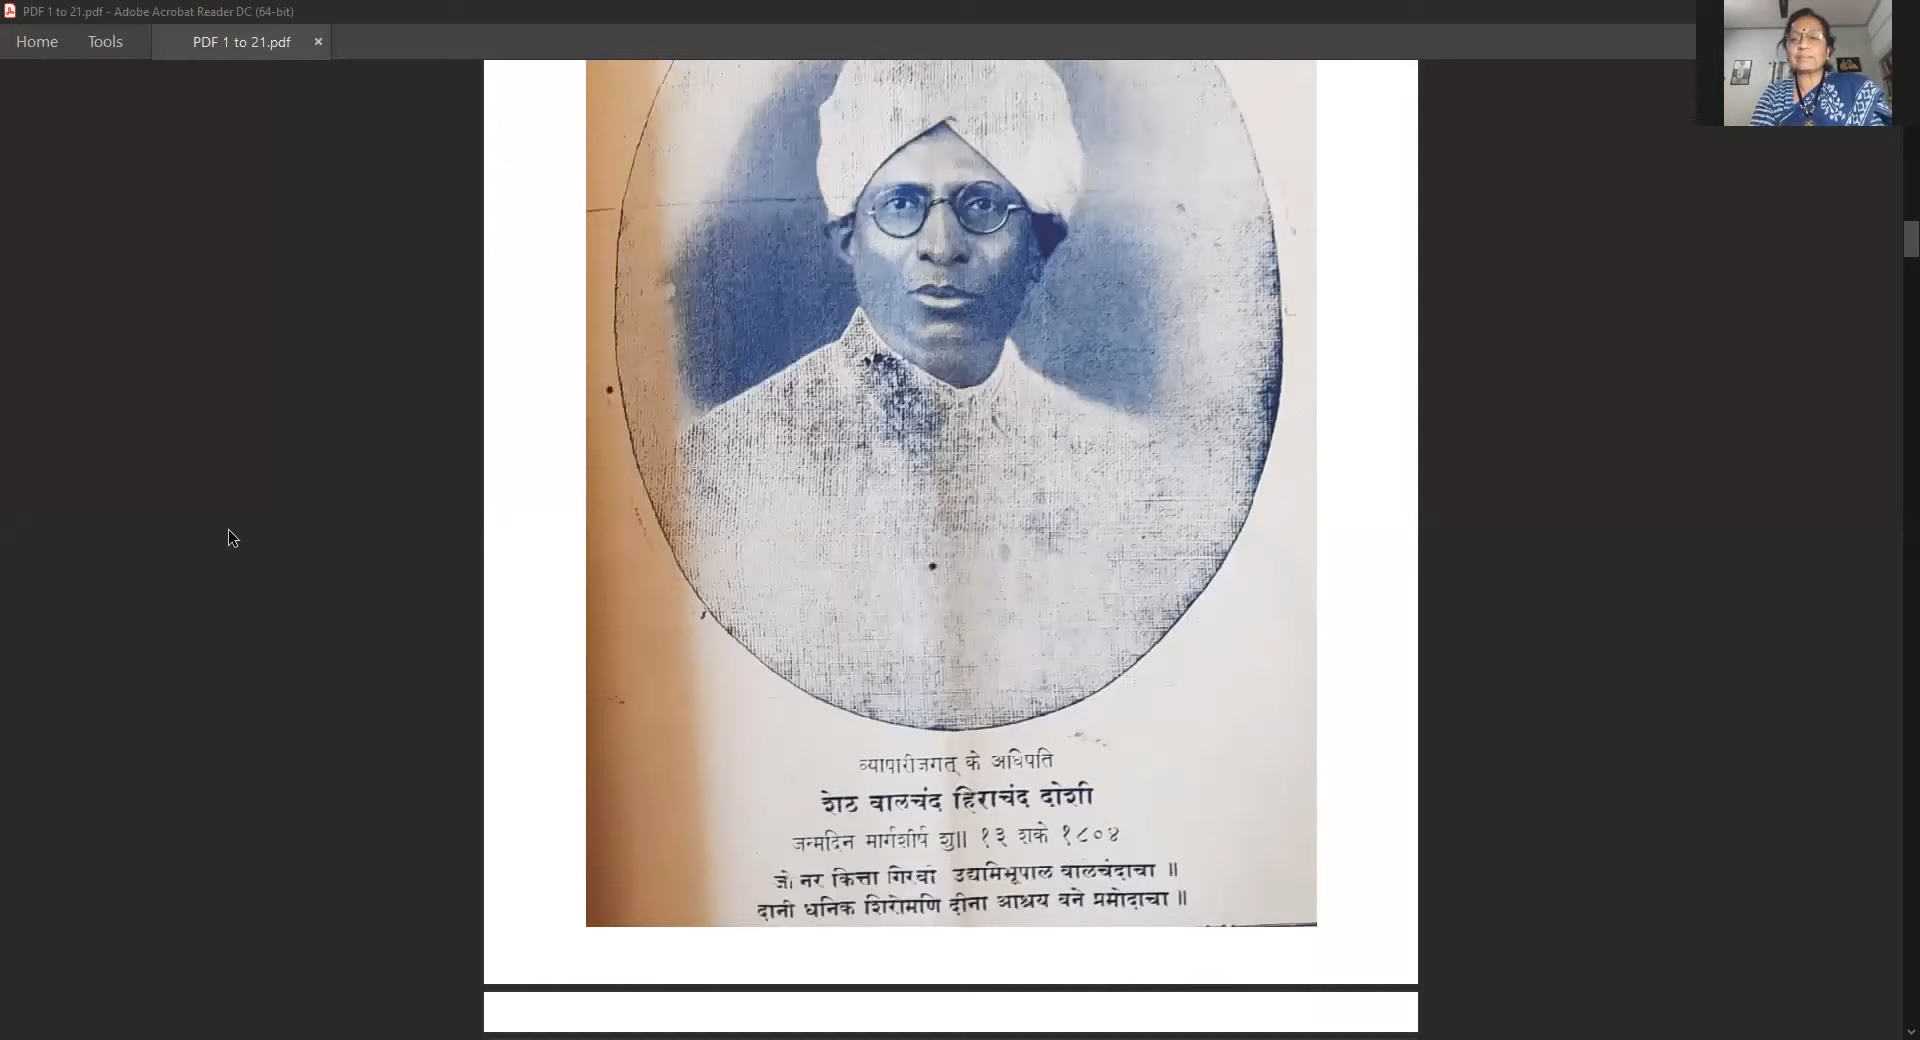 PDF 1 to 21.pdf - Adobe Acrobat Reader DC (64-bit)
Home Tools PDF 1 to 21.pdf ×
व्यापारीजगत् के अधिपति
शेठ वालचंद हिराचंद दोशी
जन्मदिन मार्गशीर्ष शु॥ १३ शके १८०४
जो नर कित्ता गिरवी उद्यमिभूपाल वालचंदाचा ॥
दानी धनिक शिरोमणि दीना आश्रय बने प्रमोदाचा ॥